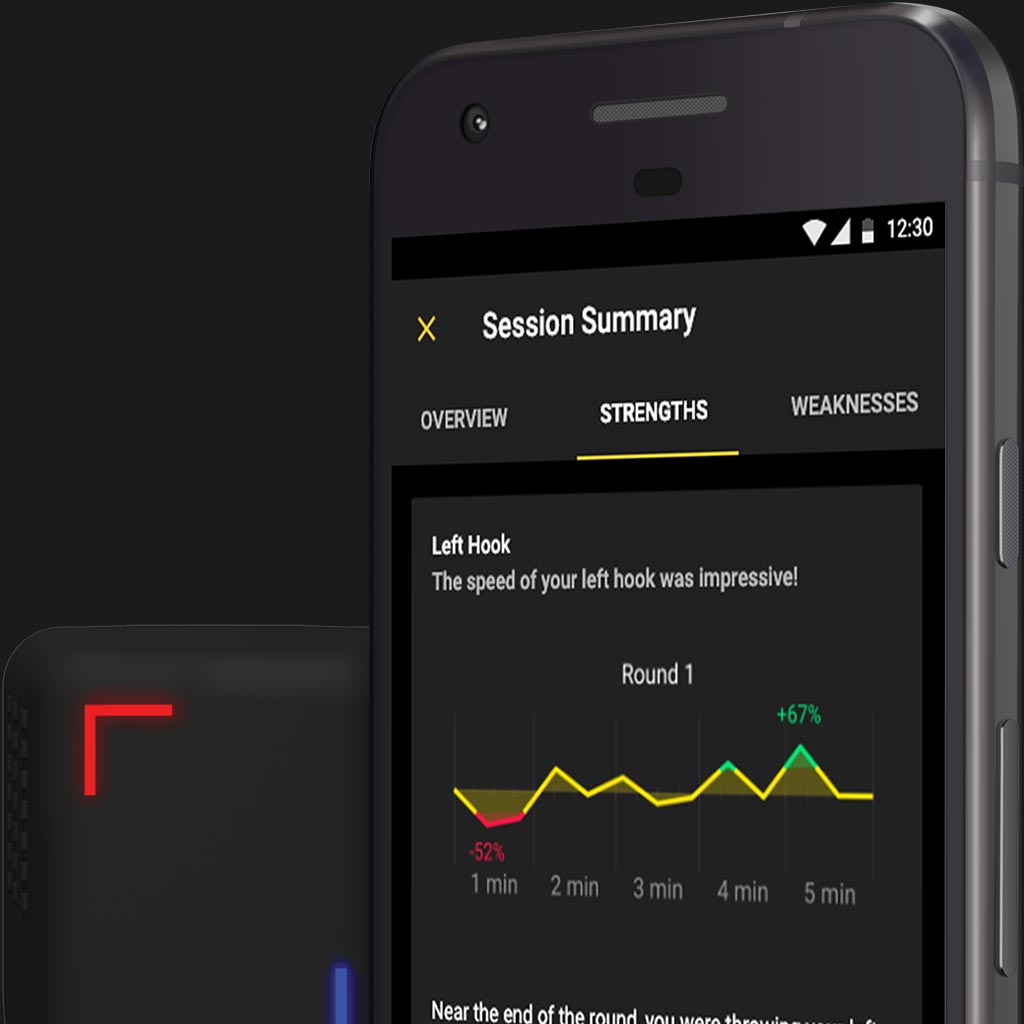 12:30
Session Summary
OVERVIEW STRENGTHS WEAKNESSES
Left Hook
The speed of your left hook was impressive!
Round 1
+67%
-52%
1 min 2 min 3 min 4 min 5 min
Near the end of the round, you were throwing your left